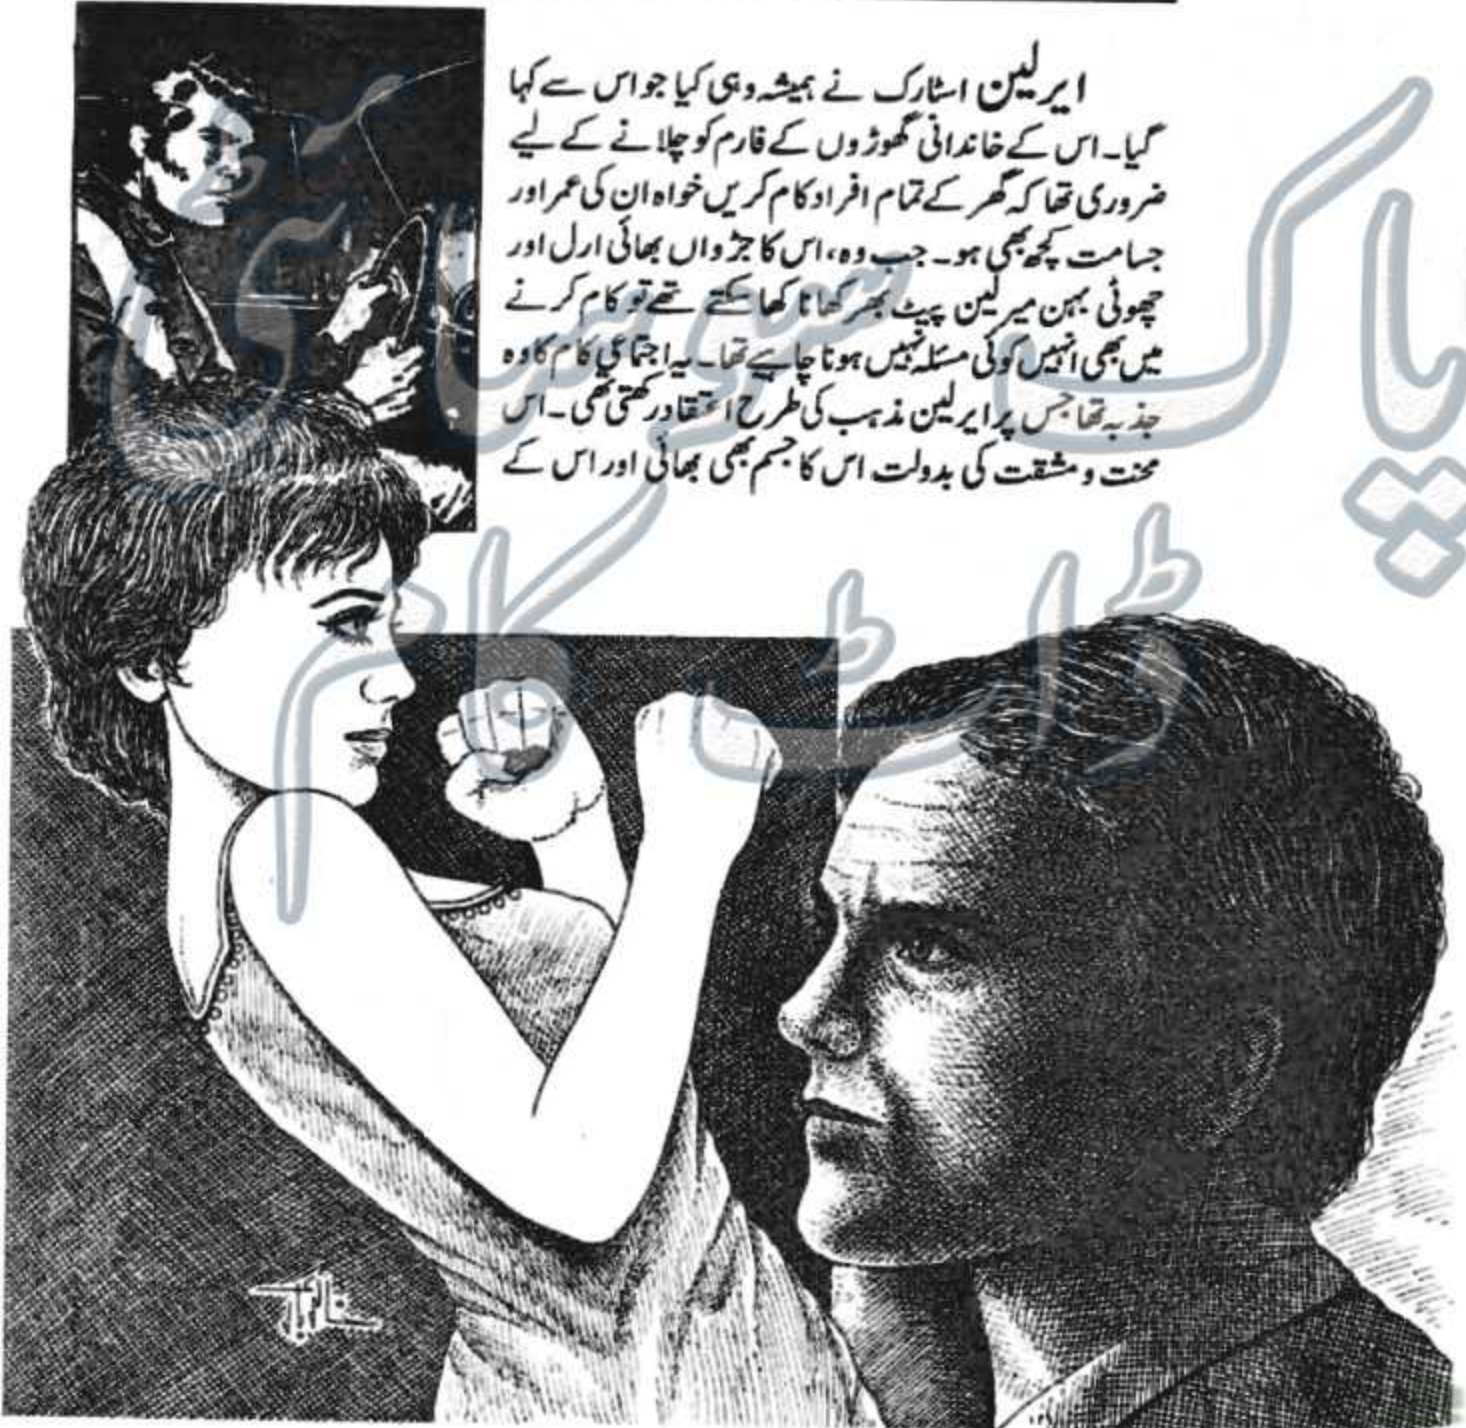 ایرلین اسٹارک نے ہمیشہ وہی کیا جو اس سے کہا
گیا۔ اس کے خاندانی گھوڑوں کے فارم کو چلانے کے لیے
ضروری تھا کہ گھر کے تمام افراد کام کریں خواہ ان کی عمر اور
جسامت کچھ بھی ہو۔ جب وہ، اس کا جڑواں بھائی ارل اور
چھوٹی بہن میرلین پیٹ بھر کھانا کھا سکتے تھے تو کام کرنے
میں بھی انہیں کوئی مسئلہ نہیں ہونا چاہیے تھا۔ یہ اجتماعی کام کا وہ
جذبہ تھا جس پر ایرلین مذہب کی طرح اعتقاد رکھتی تھی۔ اس
محنت و مشقت کی بدولت اس کا جسم بھی بھائی اور اس کے
پاک سوسائٹی
ڈاٹ کام